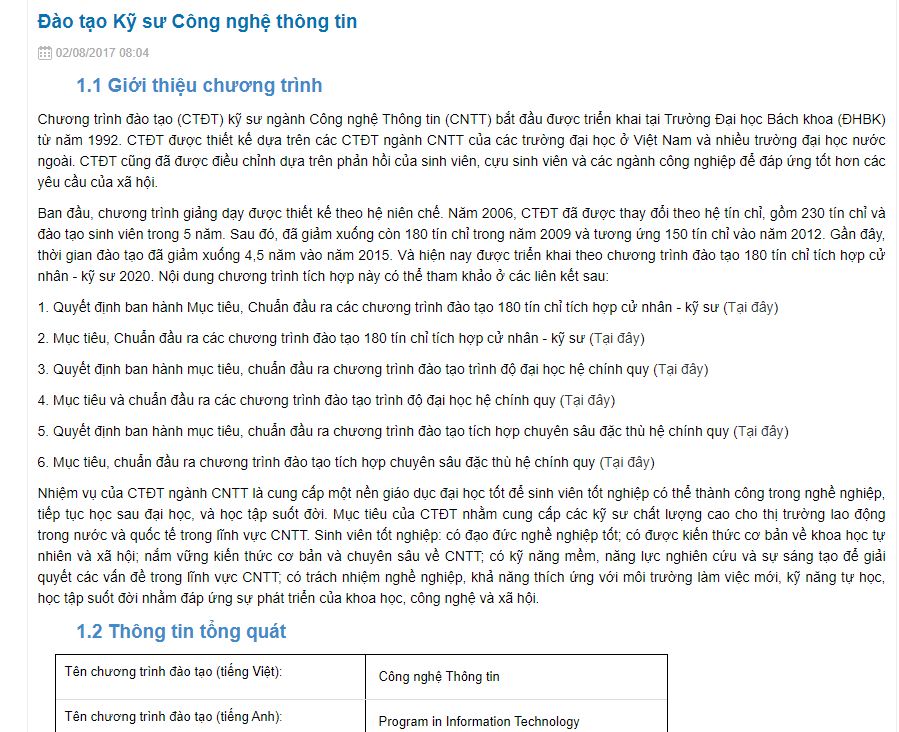 Đào tạo Kỹ sư Công nghệ thông tin
02/08/2017 08:04
1.1 Giới thiệu chương trình
Chương trình đào tạo (CTĐT) kỹ sư ngành Công nghệ Thông tin (CNTT) bắt đầu được triển khai tại Trường Đại học Bách khoa (ĐHBK)
từ năm 1992. CTĐT được thiết kế dựa trên các CTĐT ngành CNTT của các trường đại học ở Việt Nam và nhiều trường đại học nước
ngoài. CTĐT cũng đã được điều chỉnh dựa trên phản hồi của sinh viên, cựu sinh viên và các ngành công nghiệp để đáp ứng tốt hơn các
yêu cầu của xã hội.
Ban đầu, chương trình giảng dạy được thiết kế theo hệ niên chế. Năm 2006, CTĐT đã được thay đổi theo hệ tín chỉ, gồm 230 tín chỉ và
đào tạo sinh viên trong 5 năm. Sau đó, đã giảm xuống còn 180 tín chỉ trong năm 2009 và tương ứng 150 tín chỉ vào năm 2012. Gần đây,
thời gian đào tạo đã giảm xuống 4,5 năm vào năm 2015. Và hiện nay được triển khai theo chương trình đào tạo 180 tín chỉ tích hợp cử
nhân - kỹ sư 2020. Nội dung chương trình tích hợp này có thể tham khảo ở các liên kết sau:
1. Quyết định ban hành Mục tiêu, Chuẩn đầu ra các chương trình đào tạo 180 tín chỉ tích hợp cử nhân - kỹ sư (Tại đây)
2. Mục tiêu, Chuẩn đầu ra các chương trình đào tạo 180 tín chỉ tích hợp cử nhân - kỹ sư (Tại đây)
3. Quyết định ban hành mục tiêu, chuẩn đầu ra chương trình đào tạo trình độ đại học hệ chính quy (Tại đây)
4. Mục tiêu và chuẩn đầu ra các chương trình đào tạo trình độ đại học hệ chính quy (Tại đây)
5. Quyết định ban hành mục tiêu, chuẩn đầu ra chương trình đào tạo tích hợp chuyên sâu đặc thù hệ chính quy (Tại đây)
6. Mục tiêu, chuẩn đầu ra chương trình đào tạo tích hợp chuyên sâu đặc thù hệ chính quy (Tại đây)
Nhiệm vụ của CTĐT ngành CNTT là cung cấp một nền giáo dục đại học tốt để sinh viên tốt nghiệp có thể thành công trong nghề nghiệp,
tiếp tục học sau đại học, và học tập suốt đời. Mục tiêu của CTĐT nhằm cung cấp các kỹ sư chất lượng cao cho thị trường lao động
trong nước và quốc tế trong lĩnh vực CNTT. Sinh viên tốt nghiệp: có đạo đức nghề nghiệp tốt; có được kiến thức cơ bản về khoa học tự
nhiên và xã hội; nắm vững kiến thức cơ bản và chuyên sâu về CNTT; có kỹ năng mềm, năng lực nghiên cứu và sự sáng tạo để giải
quyết các vấn đề trong lĩnh vực CNTT; có trách nhiệm nghề nghiệp, khả năng thích ứng với môi trường làm việc mới, kỹ năng tự học,
học tập suốt đời nhằm đáp ứng sự phát triển của khoa học, công nghệ và xã hội.
1.2 Thông tin tổng quát
Tên chương trình đào tạo (tiếng Việt):
Công nghệ Thông tin
Tên chương trình đào tạo (tiếng Anh):
Program in Information Technology